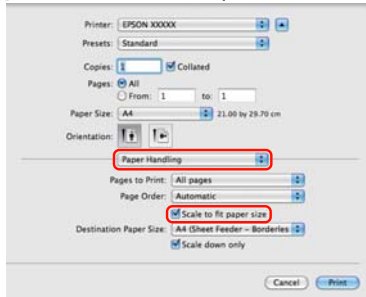 Printer: EPSON XXXXX
Presets: Standard
Copies: 1 Collated
Pages: All
From: 1 to: 1
Paper Size: A4 21.00 by 29.70 cm
Orientation:
Paper Handling
Pages to Print: All pages
Page Order: Automatic
Scale to fit paper size
Destination Paper Size: A4 (Sheet Feeder - Borderles
Scale down only
Cancel Print